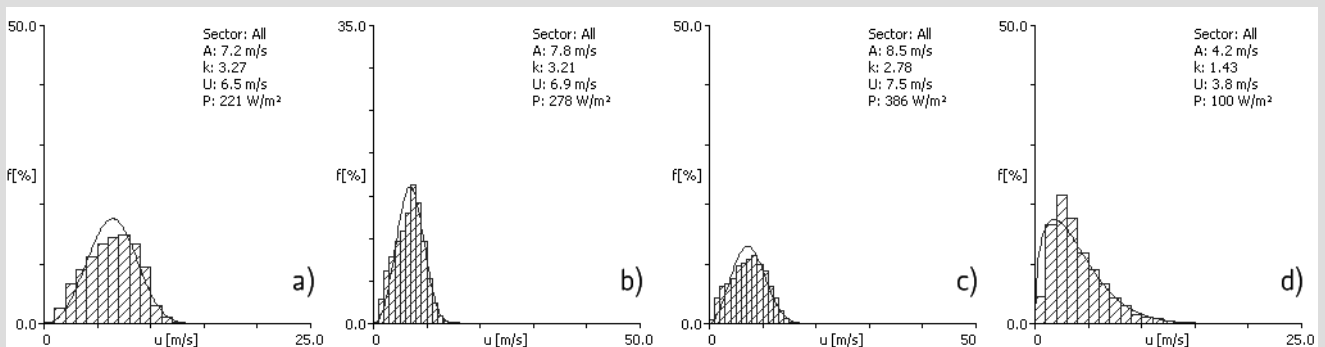 50.0
Sector: All
A: 7.2 m/s
k: 3.27
U: 6.5 m/s
P: 221 W/m²
f[%]
a)
0.0
0
u [m/s]
25.0
35.0
Sector: All
A: 7.8 m/s
k: 3.21
U: 6.9 m/s
P: 278 W/m²
f[%]
b)
0.0
0
u [m/s]
50.0
50.0
Sector: All
A: 8.5 m/s
k: 2.78
U: 7.5 m/s
P: 386 W/m²
f[%]
c)
0.0
0
u [m/s]
50
50.0
Sector: All
A: 4.2 m/s
k: 1.43
U: 3.8 m/s
P: 100 W/m²
f[%]
d)
0.0
0
u [m/s]
25.0